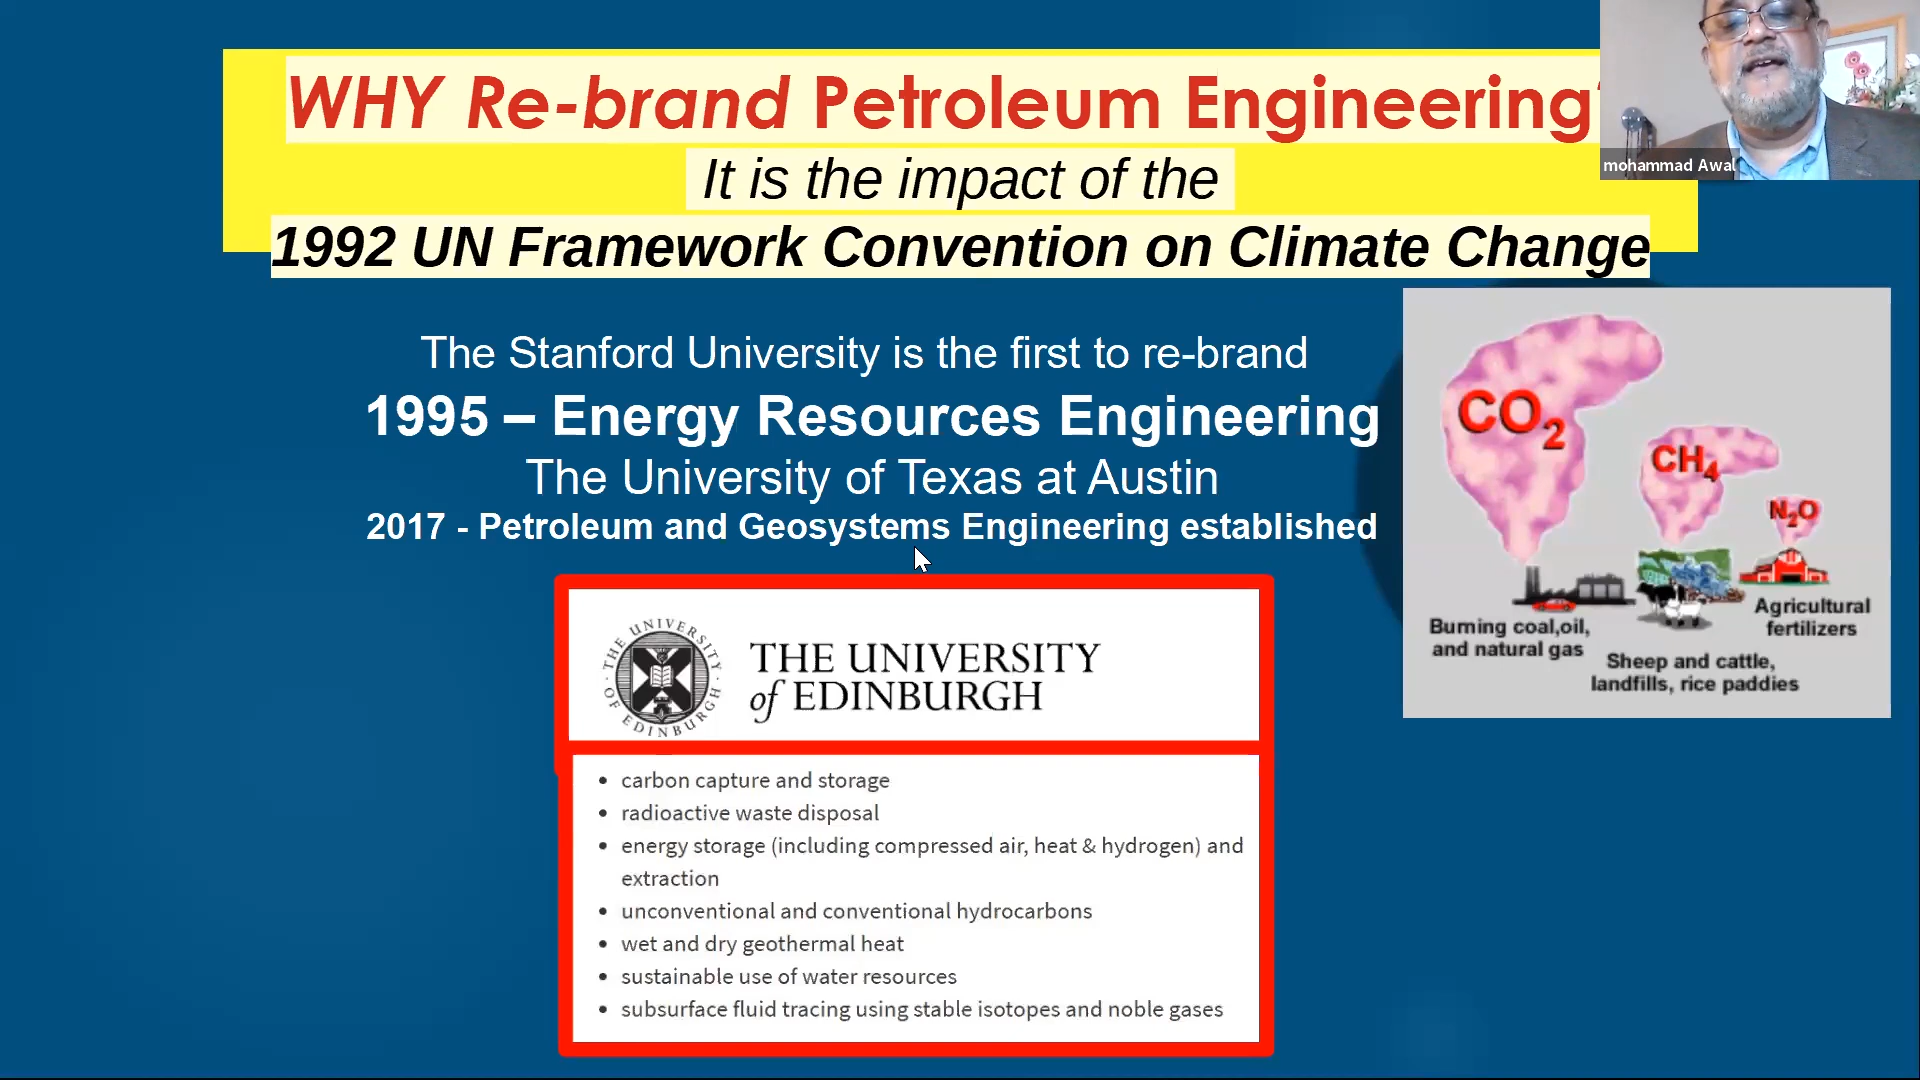 WHY Re-brand Petroleum Engineering?
It is the impact of the
1992 UN Framework Convention on Climate Change
mohammad Awal
The Stanford University is the first to re-brand
1995 – Energy Resources Engineering
The University of Texas at Austin
2017 - Petroleum and Geosystems Engineering established
CO2
CH4
N2O
Burning coal,oil,
and natural gas
Sheep and cattle,
landfills, rice paddies
Agricultural
fertilizers
THE UNIVERSITY OF EDINBURGH
THE UNIVERSITY
of EDINBURGH
• carbon capture and storage
• radioactive waste disposal
• energy storage (including compressed air, heat & hydrogen) and
extraction
• unconventional and conventional hydrocarbons
• wet and dry geothermal heat
• sustainable use of water resources
• subsurface fluid tracing using stable isotopes and noble gases